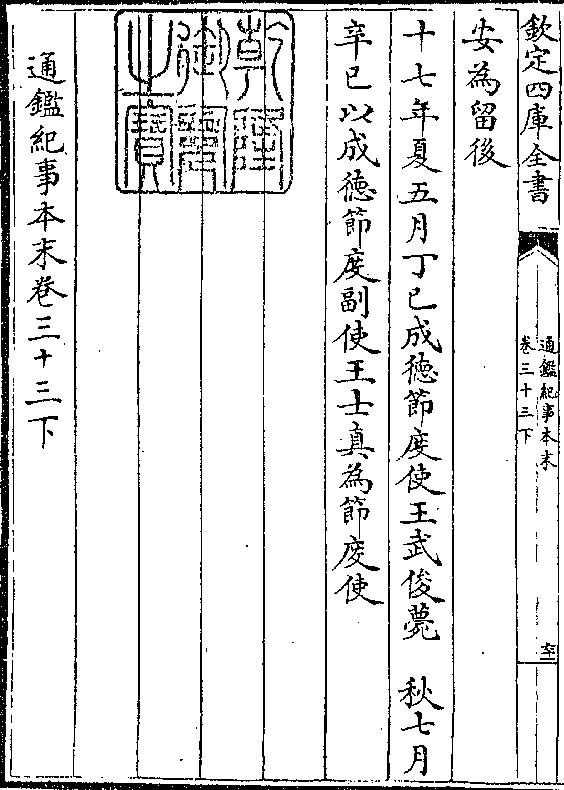 欽定四庫全書
通鑑紀事本末
卷三十三下
六二
安為留後
十七年夏五月丁巳成徳節度使王武俊薨 秋七月
辛巳以成徳節度副使王士真為節度使
乾隆御覽之寶
通鑑紀事本末卷三十三下